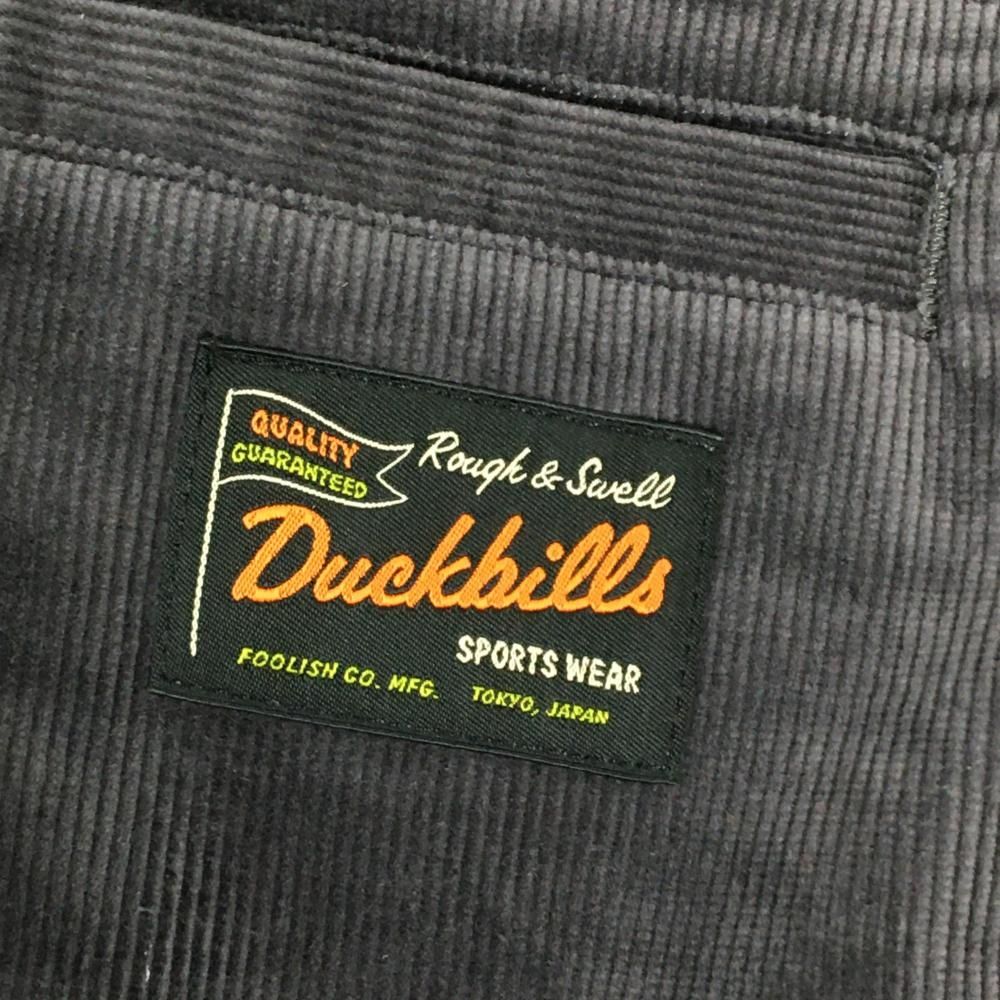 QUALITY
GUARANTEED
Rough & Swell
Duckbills
SPORTS WEAR
FOOLISH CO. MFG. TOKYO, JAPAN